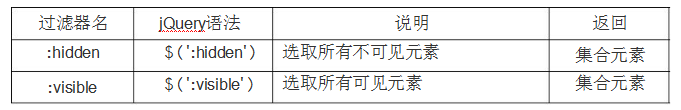 过滤器名 jQuery语法 说明 返回
:hidden $(':hidden') 选取所有不可见元素 集合元素
:visible $(':visible') 选取所有可见元素 集合元素